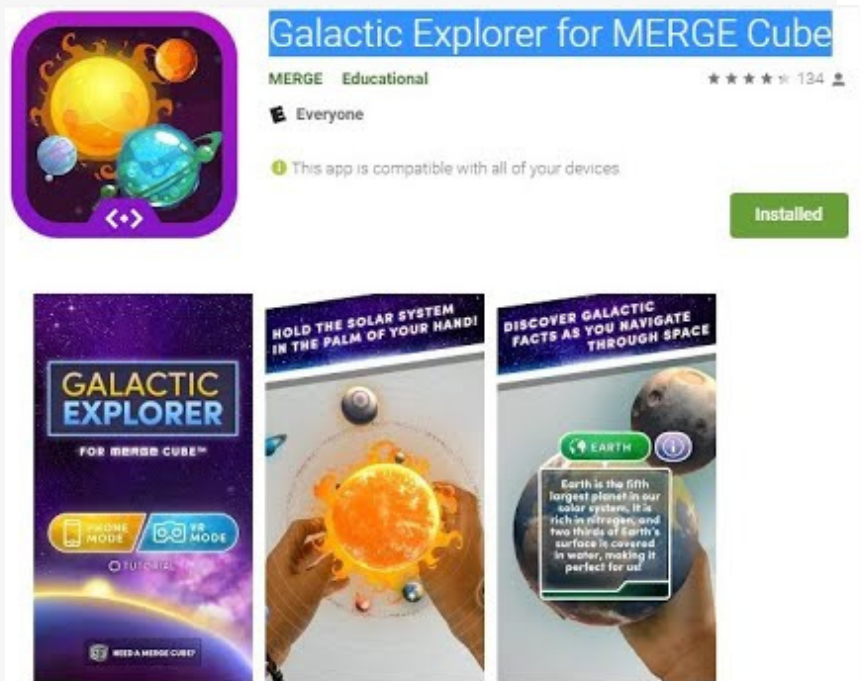 Galactic Explorer for MERGE Cube
MERGE Educational
134
E Everyone
This app is compatible with all of your devices
Installed
GALACTIC
EXPLORER
FOR MERGE CUBE™
PHONE
MODE
VR
MODE
TUTORIAL
NEED A MERGE CUBE?
HOLD THE SOLAR SYSTEM
IN THE PALM OF YOUR HAND!
DISCOVER GALACTIC
FACTS AS YOU NAVIGATE
THROUGH SPACE
EARTH
i
Earth is the fifth
largest planet in our
solar system, it is
rich in nitrogen, and
two thirds of Earth's
surface is covered
in water, making it
perfect for us!